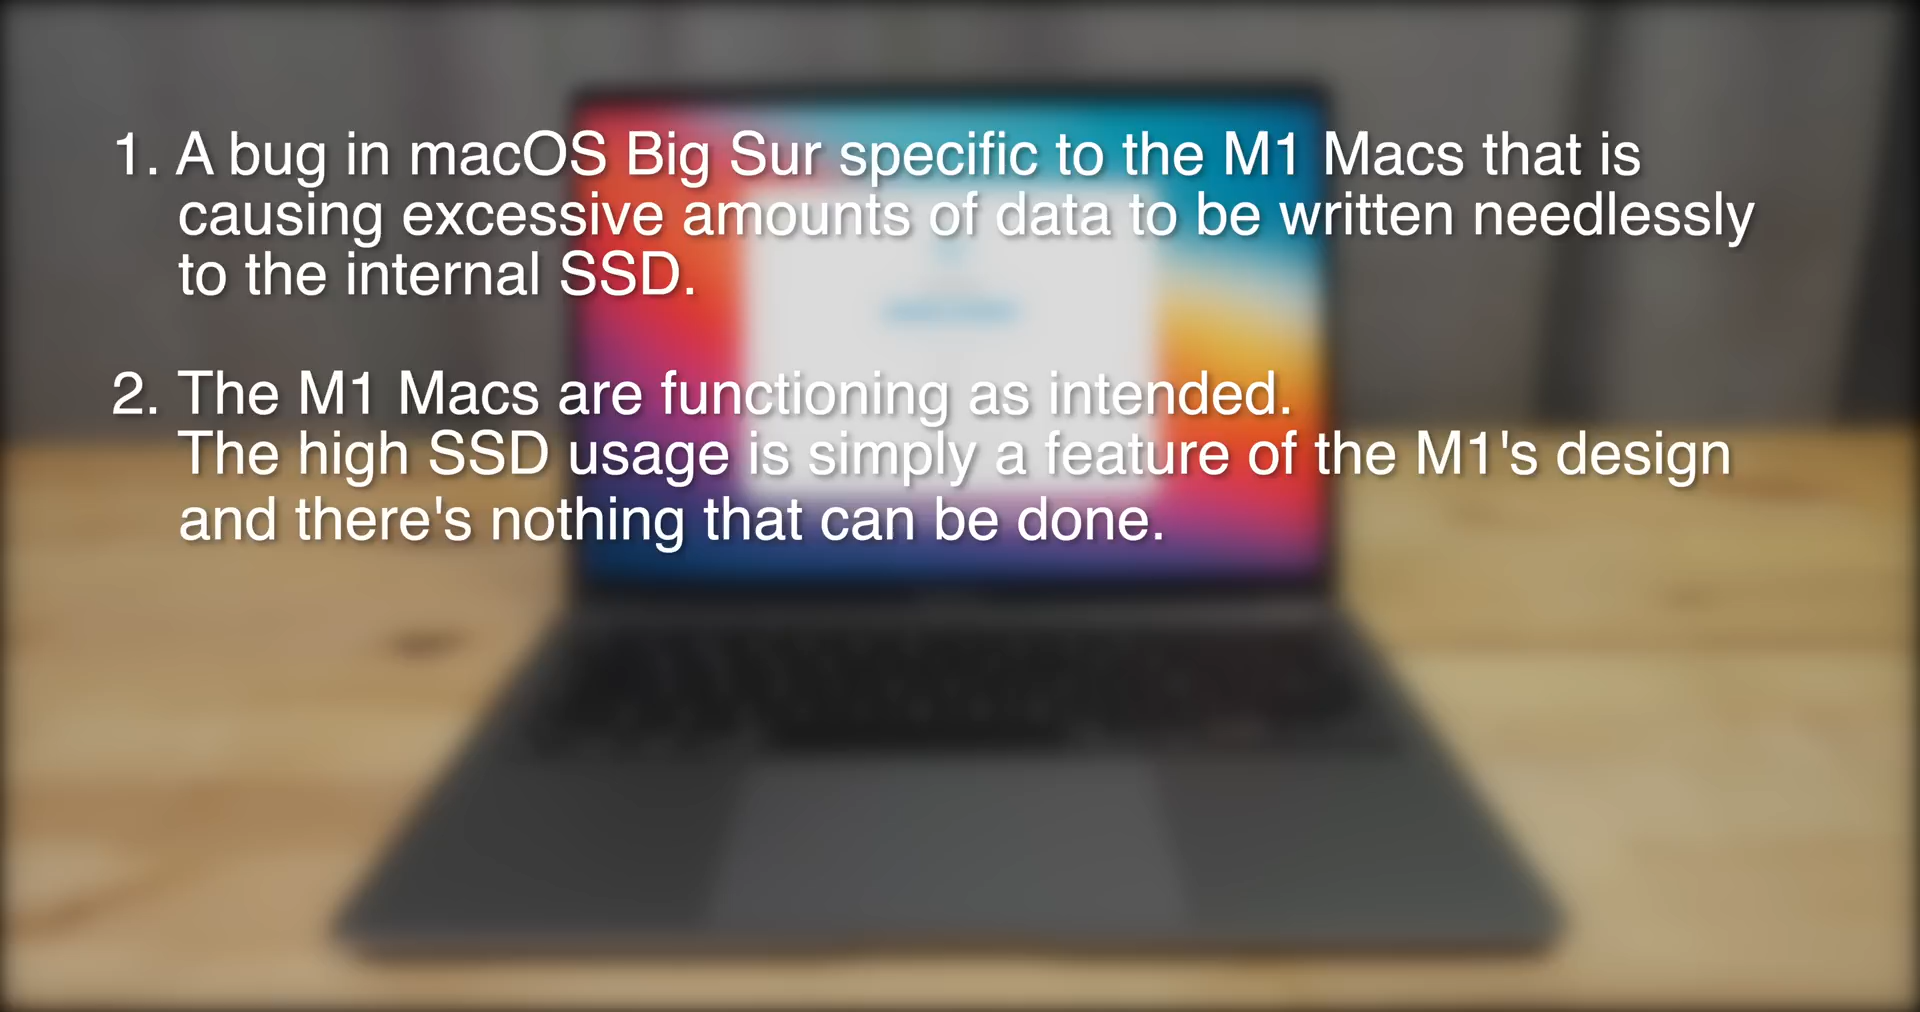 1. A bug in macOS Big Sur specific to the M1 Macs that is
causing excessive amounts of data to be written needlessly
to the internal SSD.
2. The M1 Macs are functioning as intended.
The high SSD usage is simply a feature of the M1's design
and there's nothing that can be done.